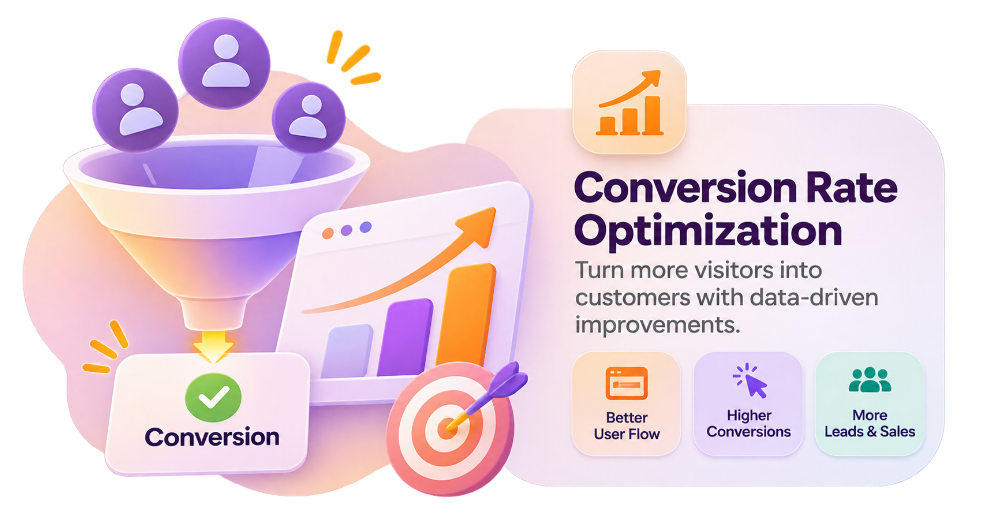 Conversion Rate
Optimization
Turn more visitors into
customers with data-driven
improvements.
Better
User Flow
Higher
Conversions
More
Leads & Sales
Conversion